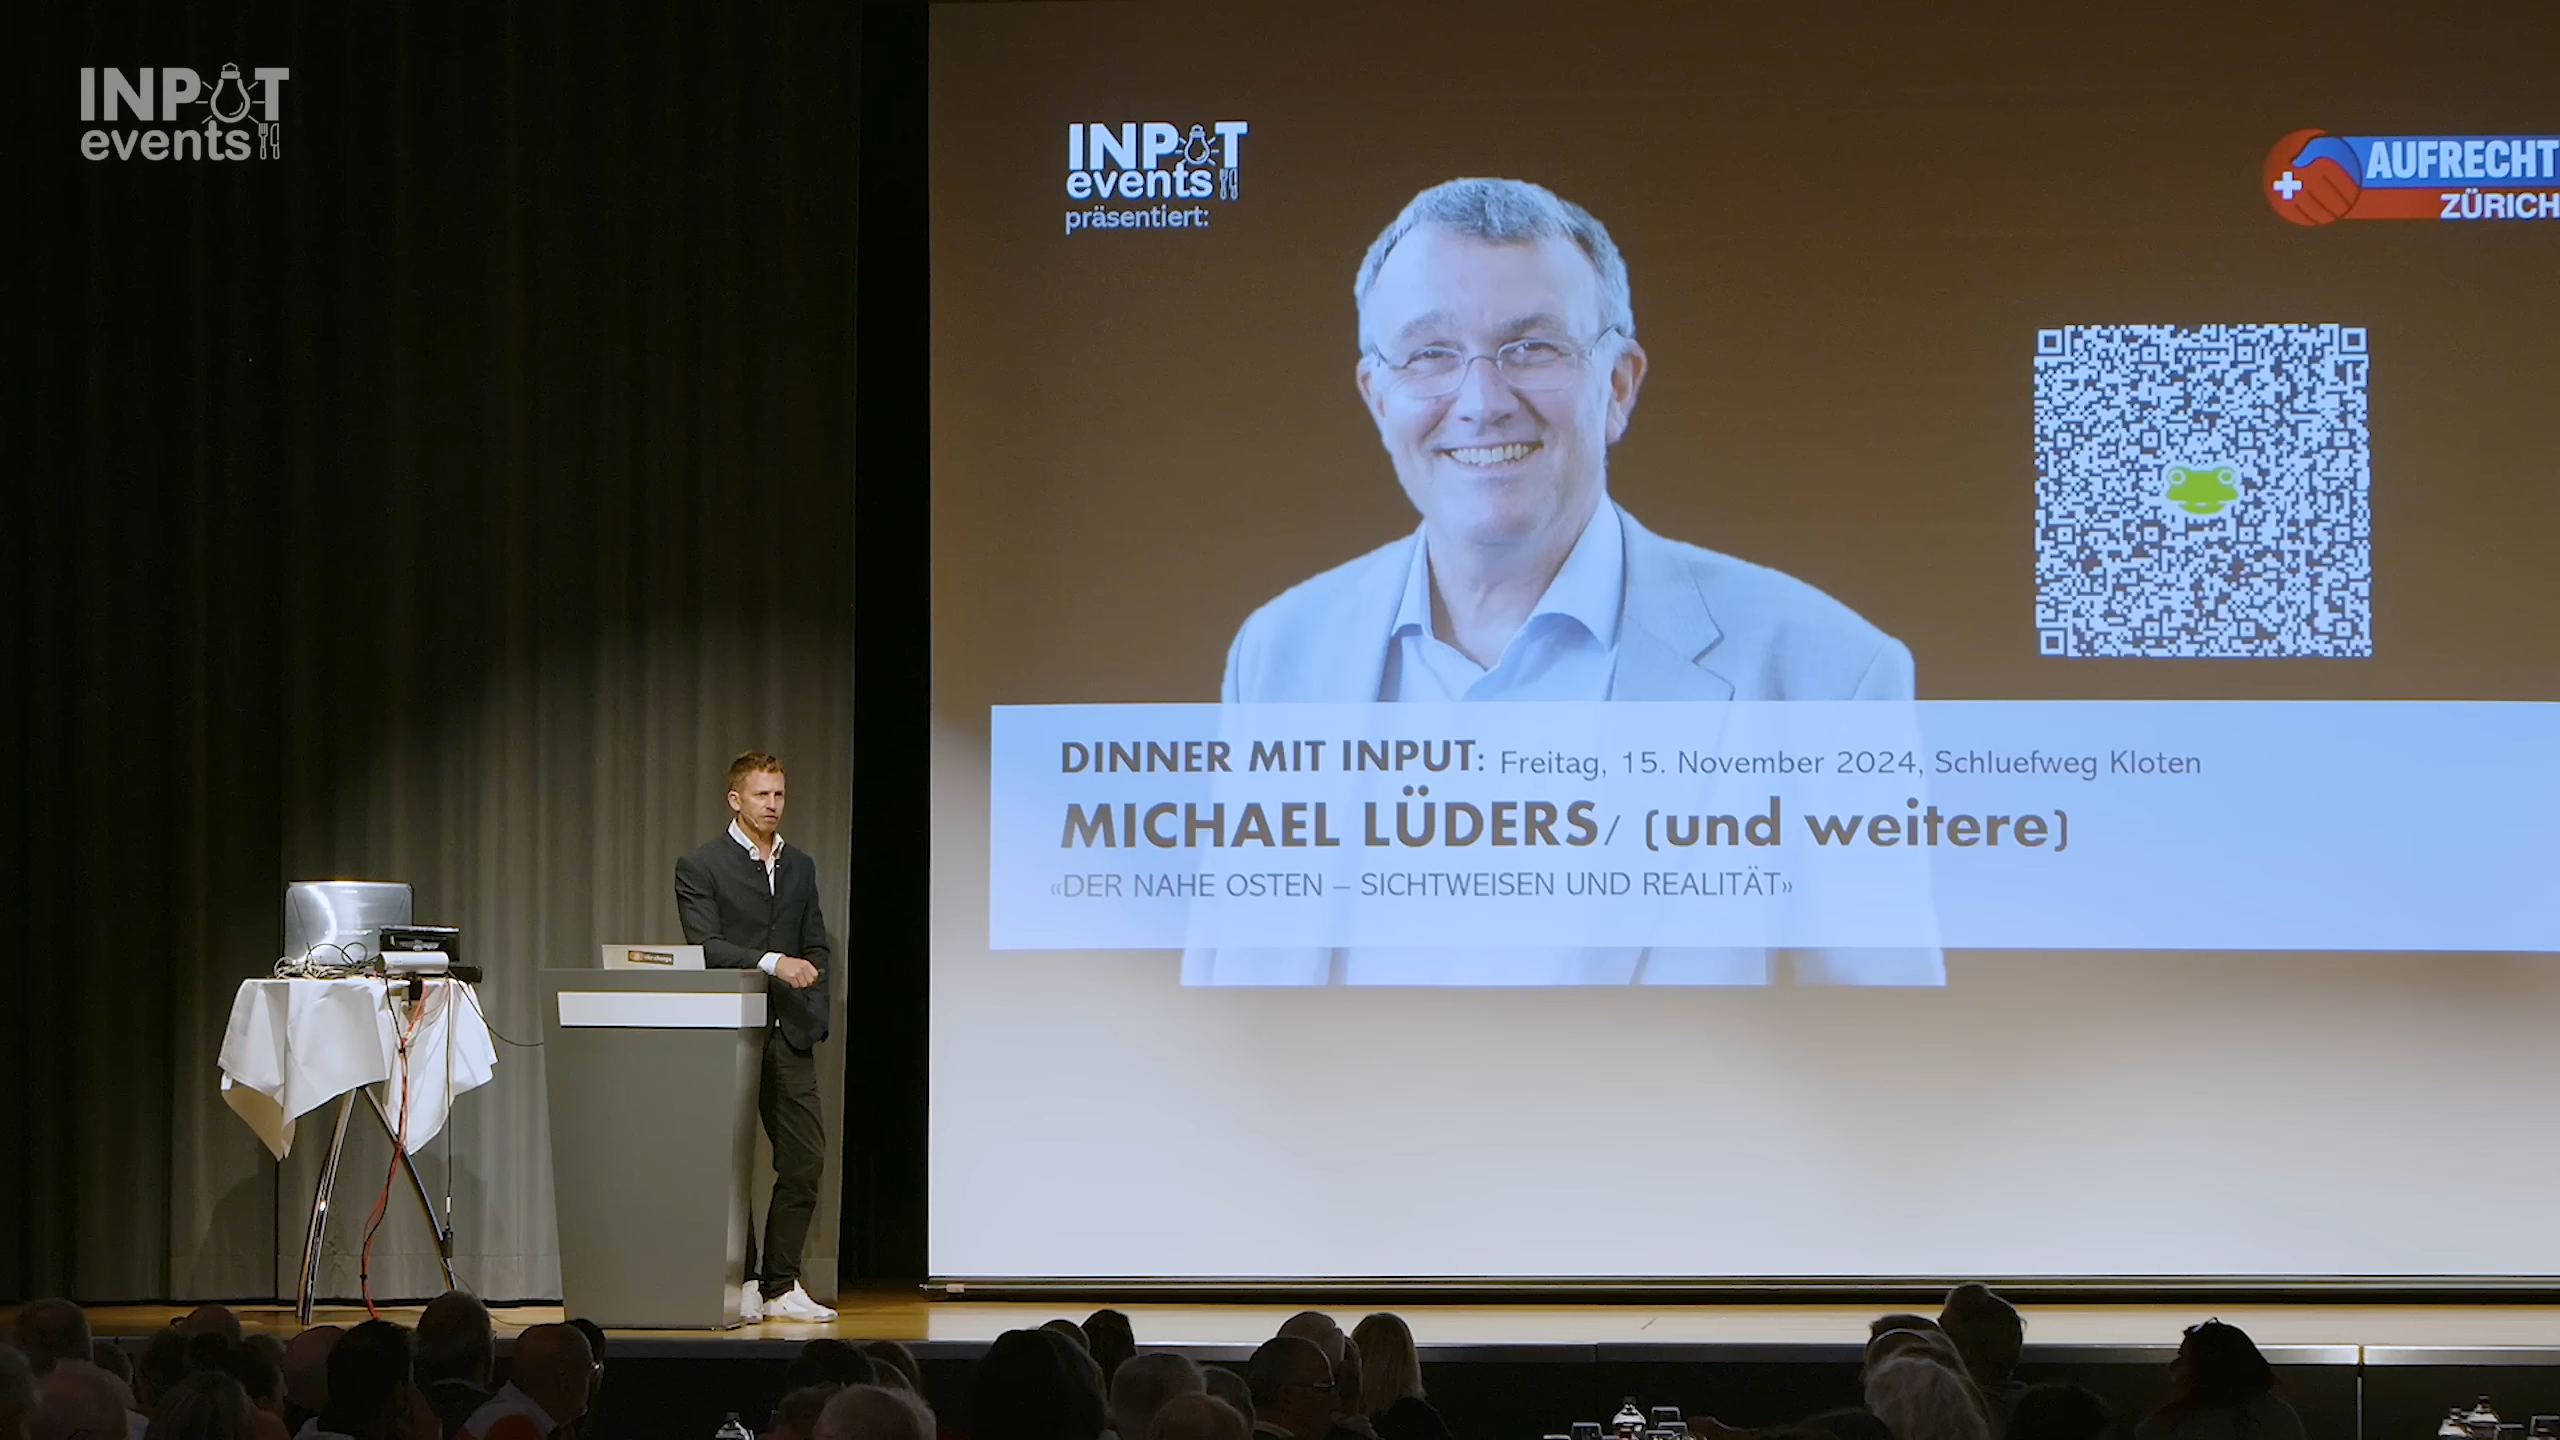 INPUT
events
INPUT
events
präsentiert:
AUFRECHT
ZÜRICH
DINNER MIT INPUT: Freitag, 15. November 2024, Schluefweg Kloten
MICHAEL LÜDERS/ (und weitere)
«DER NAHE OSTEN – SICHTWEISEN UND REALITÄT»